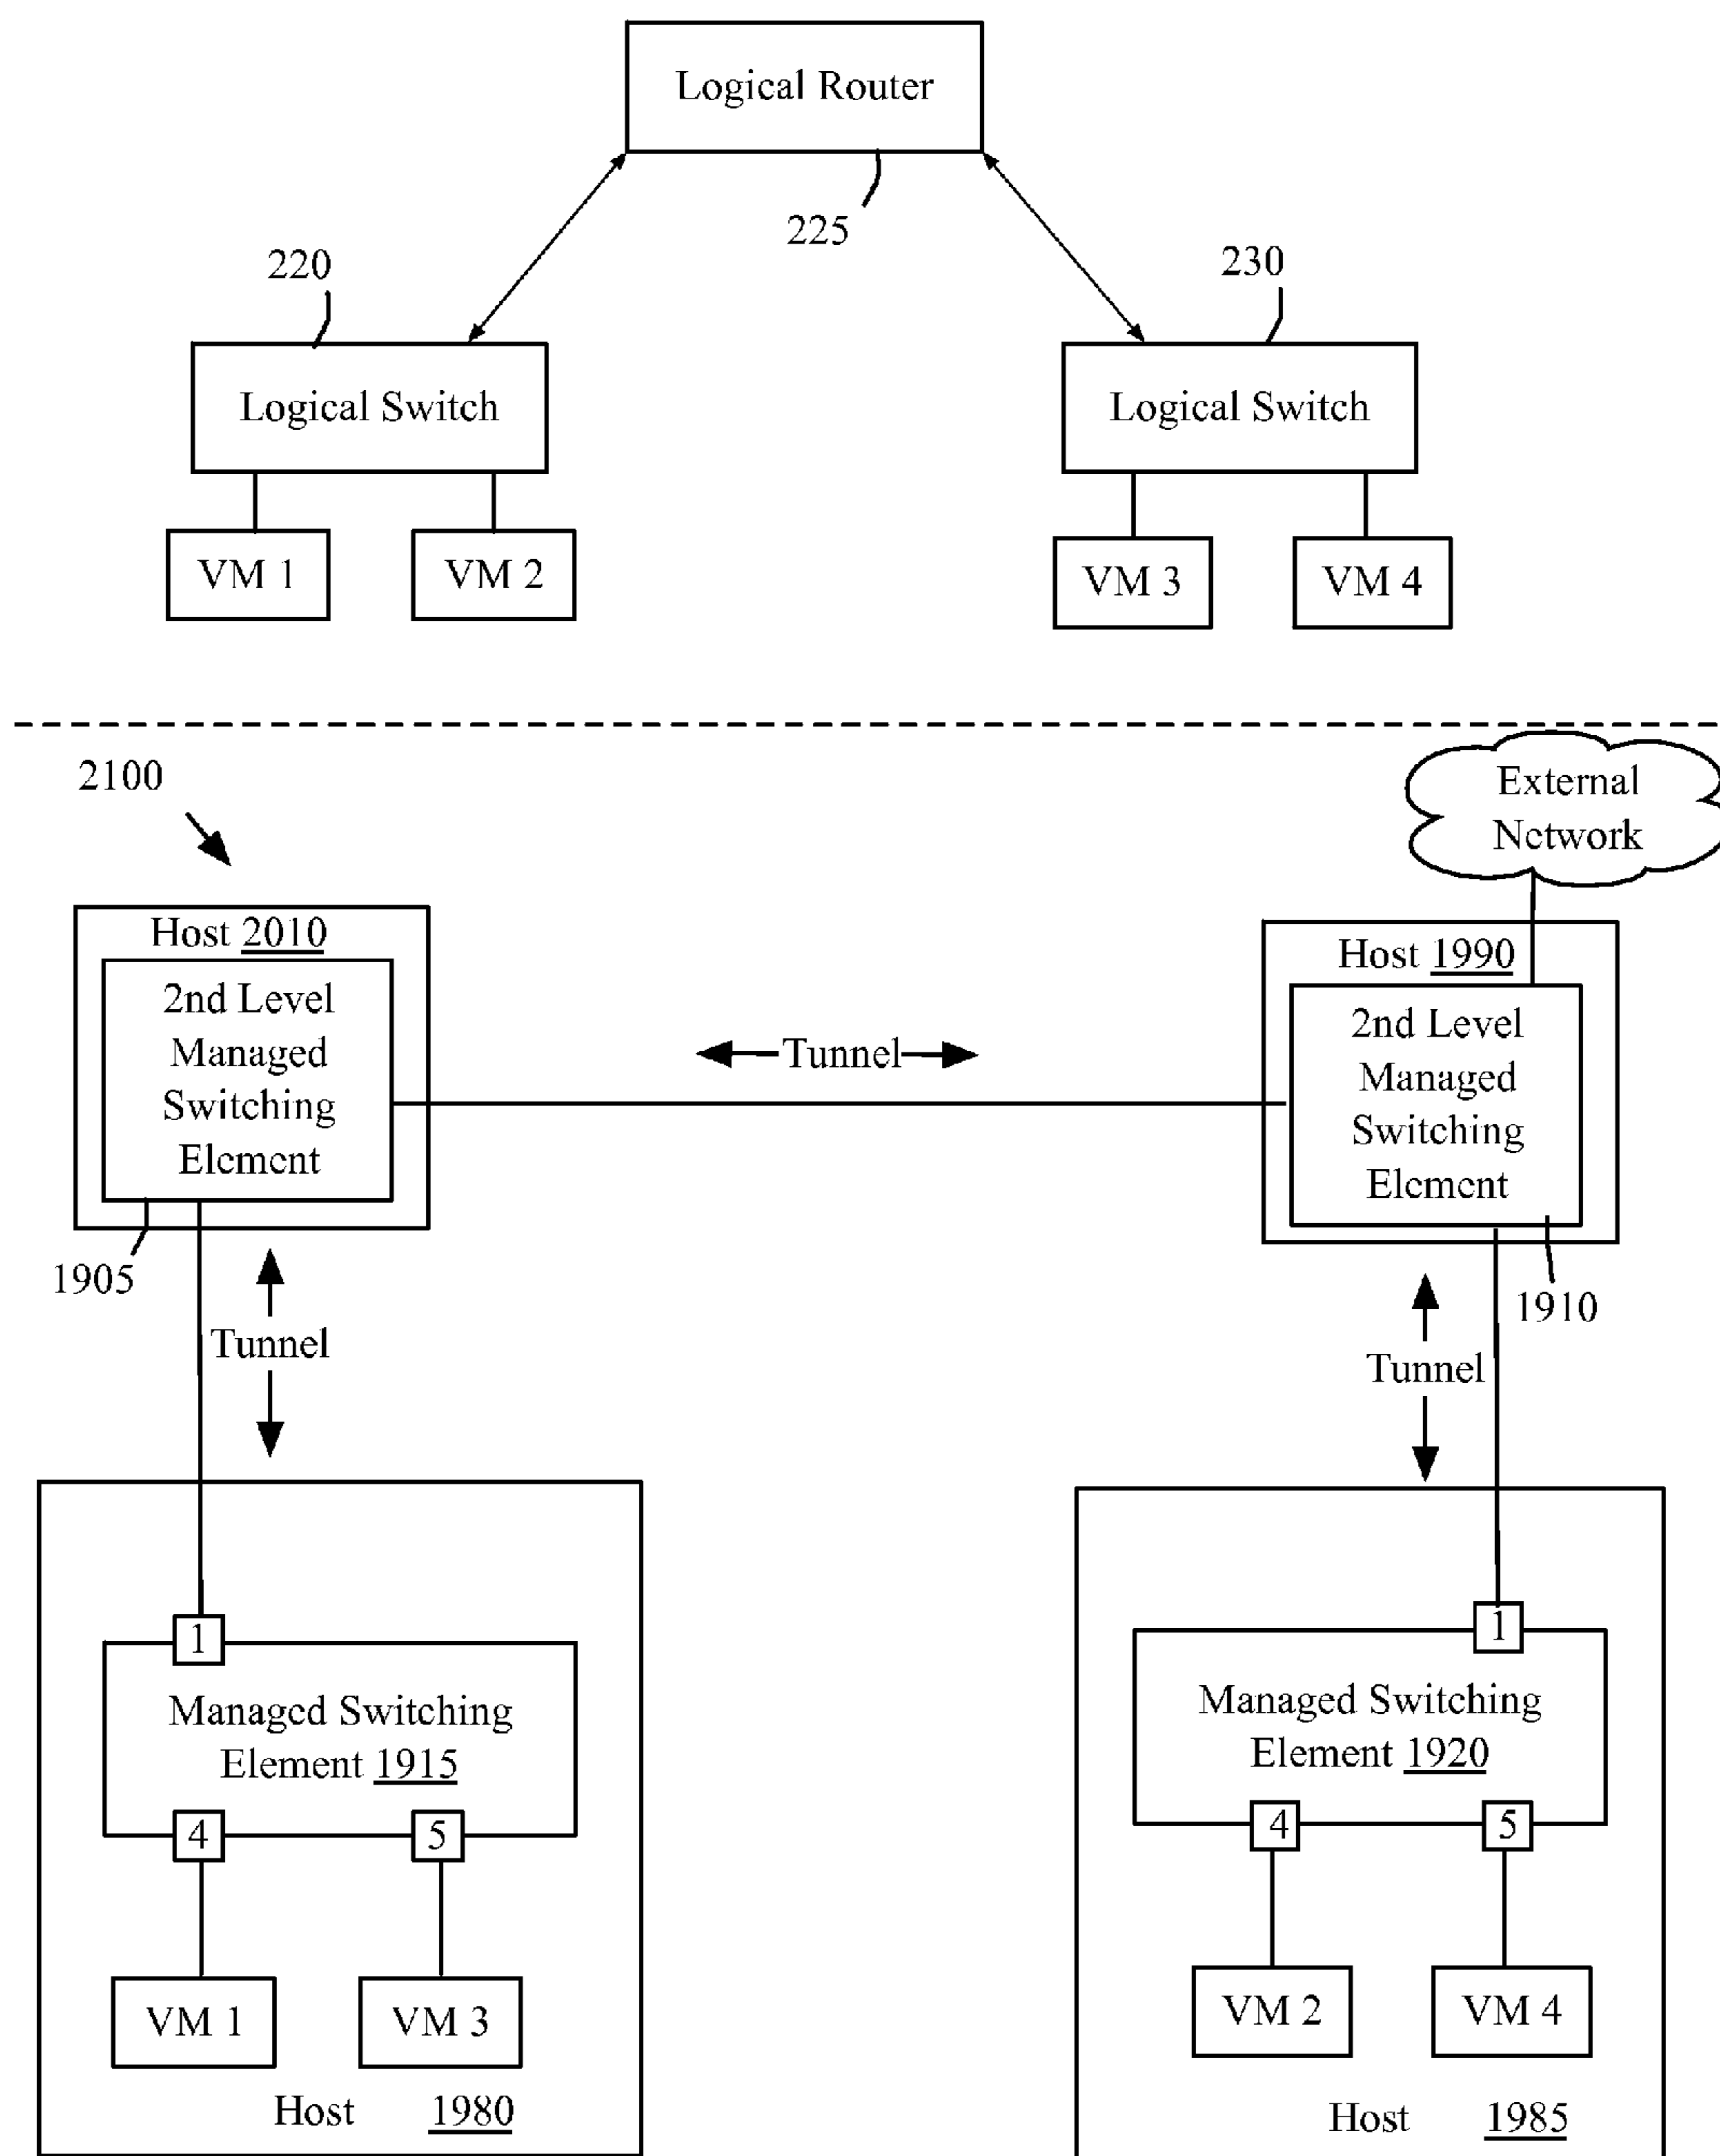 Logical Router
225
220
230
Logical Switch
Logical Switch
VM 1
VM 2
VM 3
VM 4
2100
External
Network
Host 2010
2nd Level
Managed
Switching
Element
1905
Host 1990
2nd Level
Managed
Switching
Element
1910
Tunnel
Tunnel
Tunnel
1
Managed Switching
Element 1915
4
5
VM 1
VM 3
Host 1980
1
Managed Switching
Element 1920
4
5
VM 2
VM 4
Host 1985